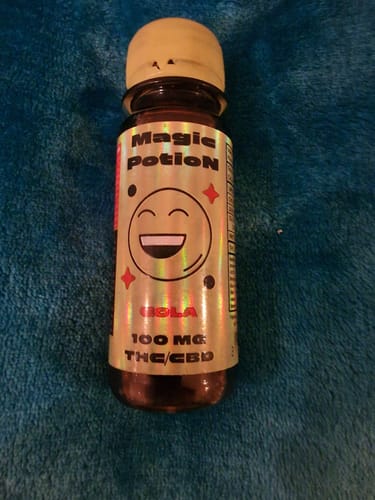 Magic
PotioN
COLA
100 MG
THC/CBD